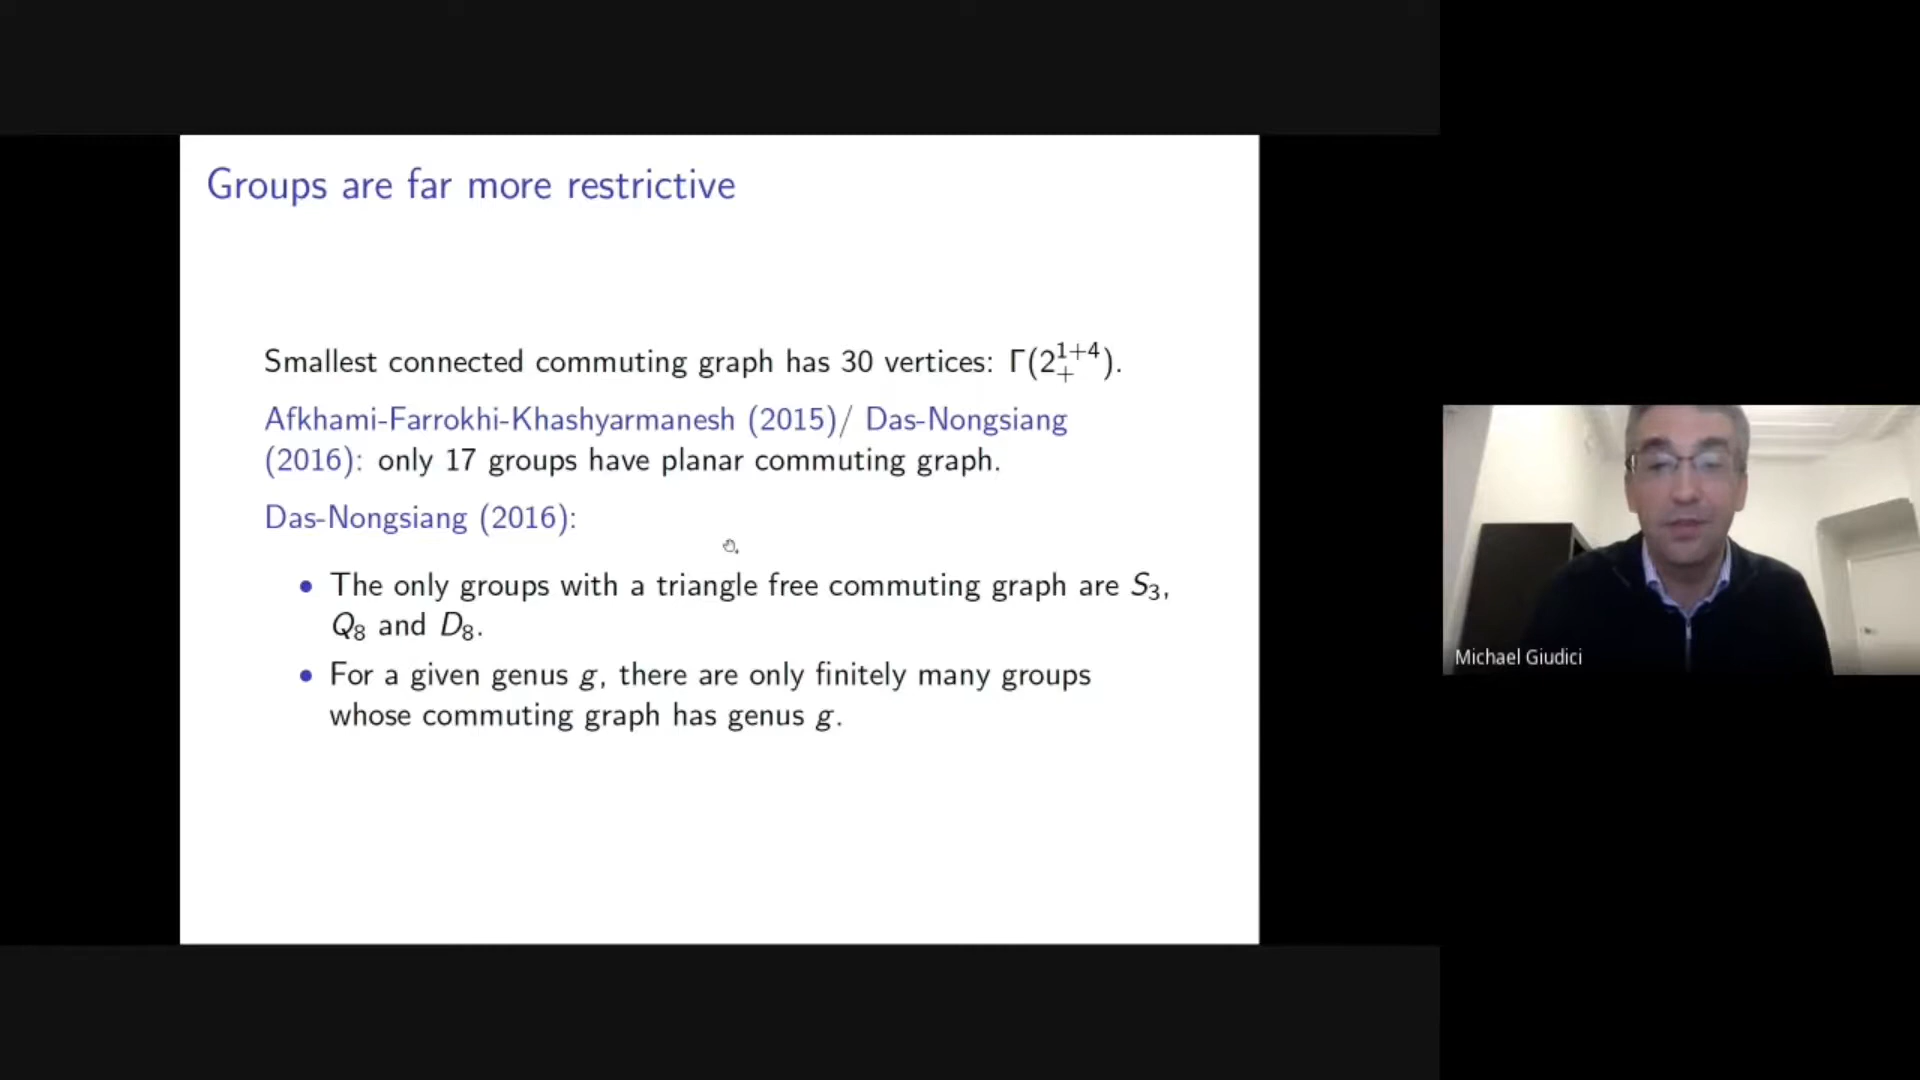 Groups are far more restrictive
Smallest connected commuting graph has 30 vertices: Γ(2₊¹⁺⁴).
Afkhami-Farrokhi-Khashyarmanesh (2015)/ Das-Nongsiang
(2016): only 17 groups have planar commuting graph.
Das-Nongsiang (2016):
• The only groups with a triangle free commuting graph are S₃,
Q₈ and D₈.
• For a given genus g, there are only finitely many groups
whose commuting graph has genus g.
Michael Giudici